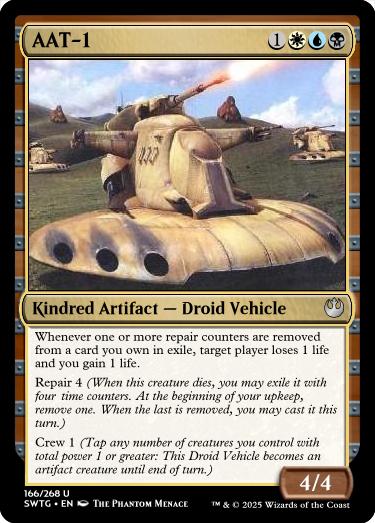 AAT-1 1
Kindred Artifact — Droid Vehicle
Whenever one or more repair counters are removed
from a card you own in exile, target player loses 1 life
and you gain 1 life.
Repair 4 (When this creature dies, you may exile it with
four time counters. At the beginning of your upkeep,
remove one. When the last is removed, you may cast it this
turn.)
Crew 1 (Tap any number of creatures you control with
total power 1 or greater: This Droid Vehicle becomes an
artifact creature until end of turn.)
4/4
166/268 U
SWTG • EN The Phantom Menace ™ & © 2025 Wizards of the Coast